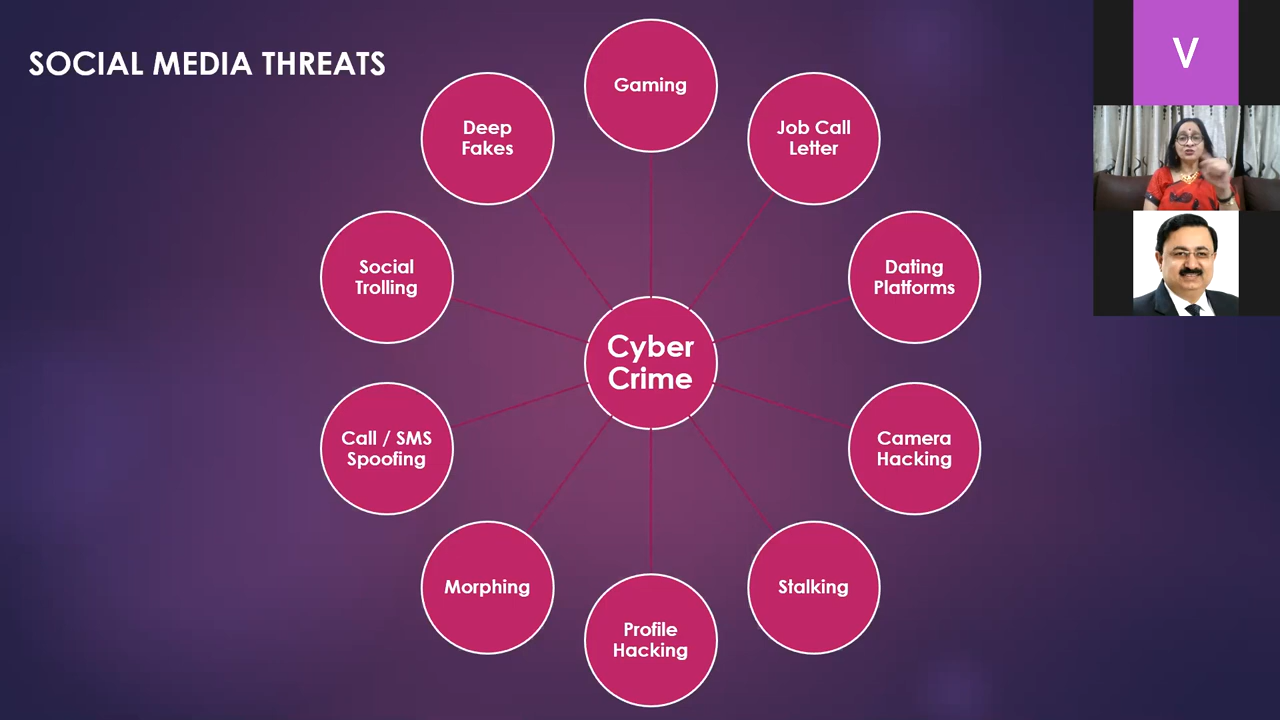 SOCIAL MEDIA THREATS
Gaming
Job Call
Letter
Dating
Platforms
Camera
Hacking
Stalking
Profile
Hacking
Morphing
Call / SMS
Spoofing
Social
Trolling
Deep
Fakes
Cyber
Crime
V